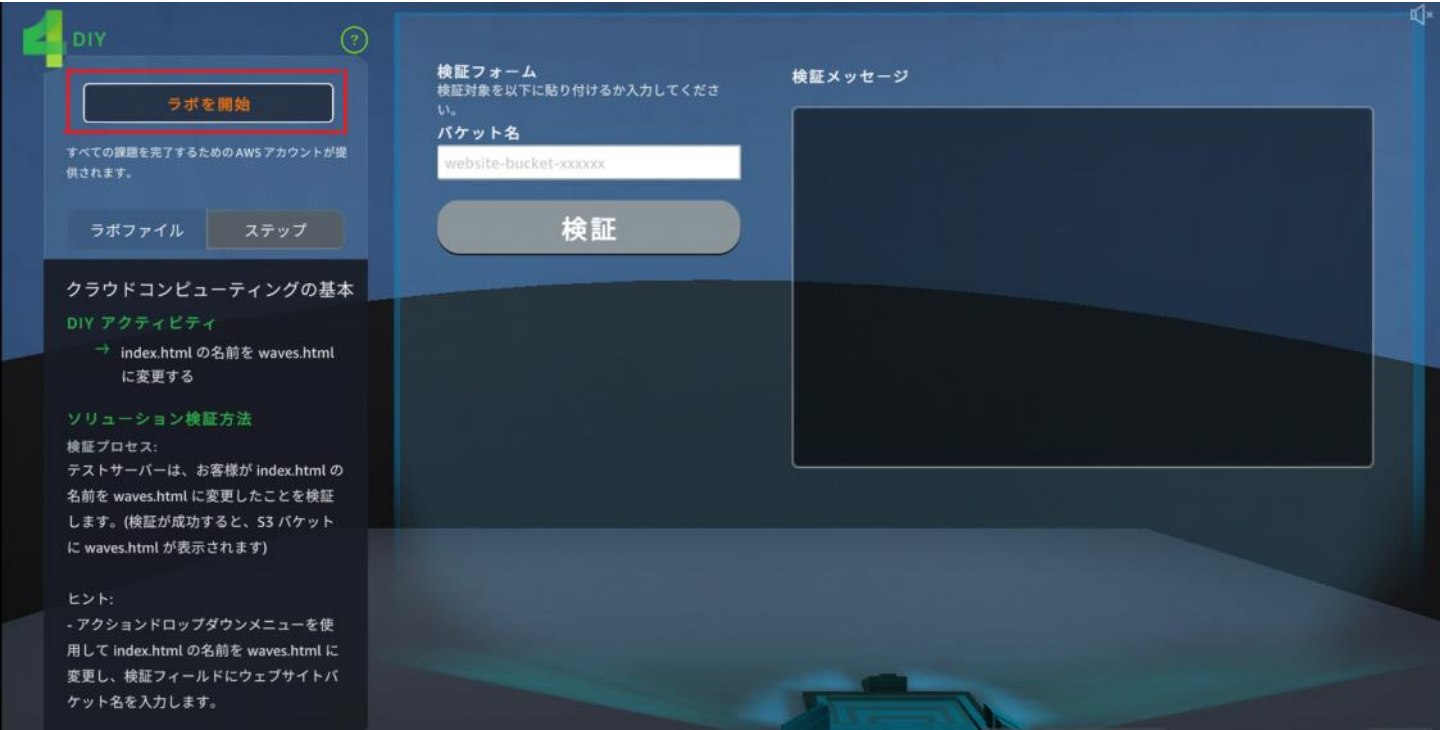 4 DIY
?
ラボを開始
すべての課題を完了するためのAWS アカウントが提
供されます。
ラボファイル
ステップ
クラウドコンピューティングの基本
DIY アクティビティ
→ index.html の名前を waves.html
に変更する
ソリューション検証方法
検証プロセス:
テストサーバーは、お客様が index.html の
名前を waves.html に変更したことを検証
します。(検証が成功すると、S3 バケット
に waves.html が表示されます)
ヒント:
- アクションドロップダウンメニューを使
用して index.html の名前を waves.html に
変更し、検証フィールドにウェブサイトバ
ケット名を入力します。
検証フォーム
検証対象を以下に貼り付けるか入力してくださ
い。
バケット名
website-bucket-xxxxxx
検証
検証メッセージ